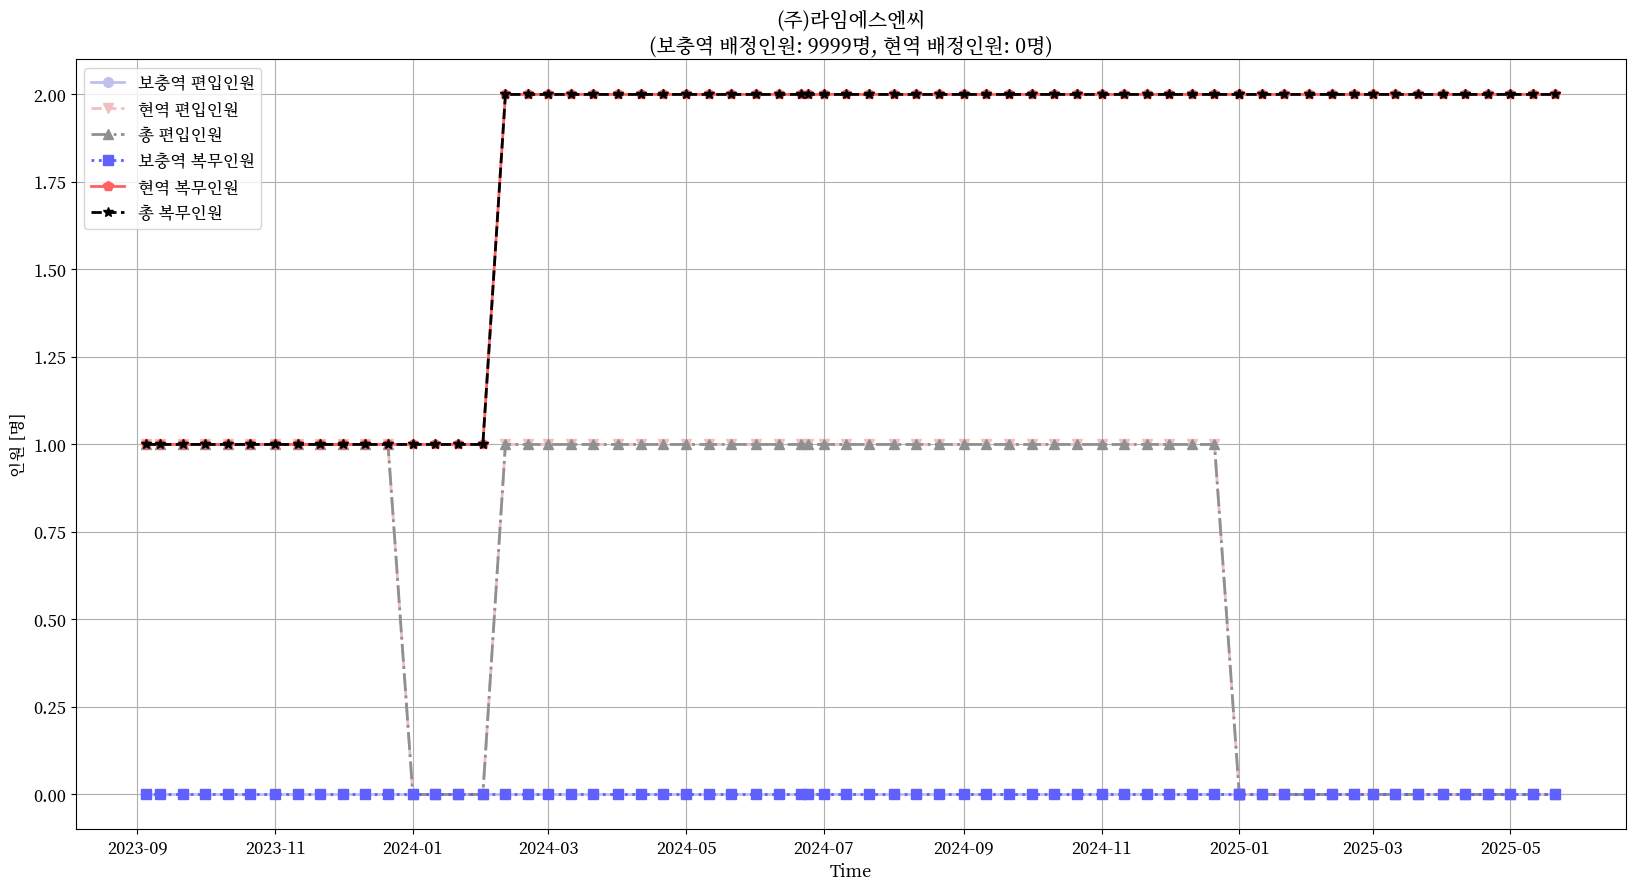 (주)라임에스엔씨
(보충역 배정인원: 9999명, 현역 배정인원: 0명)
보충역 편입인원
현역 편입인원
총 편입인원
보충역 복무인원
현역 복무인원
총 복무인원
인원 [명]
2.00
1.75
1.50
1.25
1.00
0.75
0.50
0.25
0.00
2023-09 2023-11 2024-01 2024-03 2024-05 2024-07 2024-09 2024-11 2025-01 2025-03 2025-05
Time